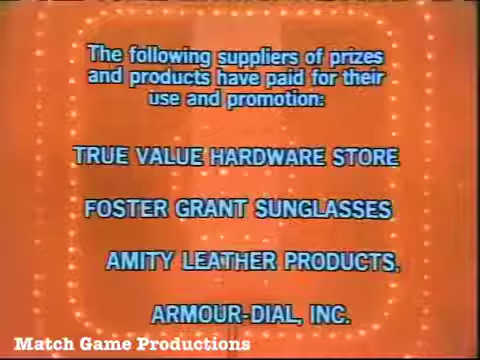 The following suppliers of prizes
and products have paid for their
use and promotion:
TRUE VALUE HARDWARE STORE
FOSTER GRANT SUNGLASSES
AMITY LEATHER PRODUCTS.
ARMOUR-DIAL, INC.
Match Game Productions